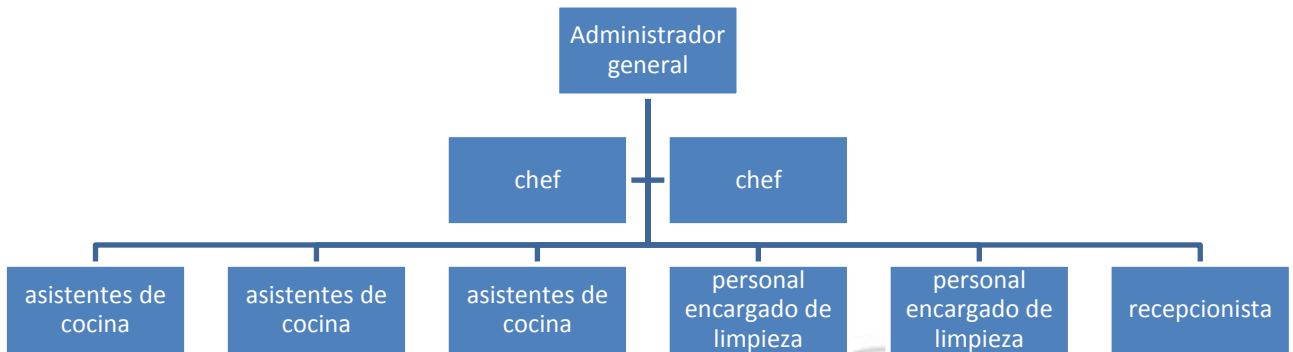 Administrador
general
chef
chef
asistentes de
cocina
asistentes de
cocina
asistentes de
cocina
personal
encargado de
limpieza
personal
encargado de
limpieza
recepcionista